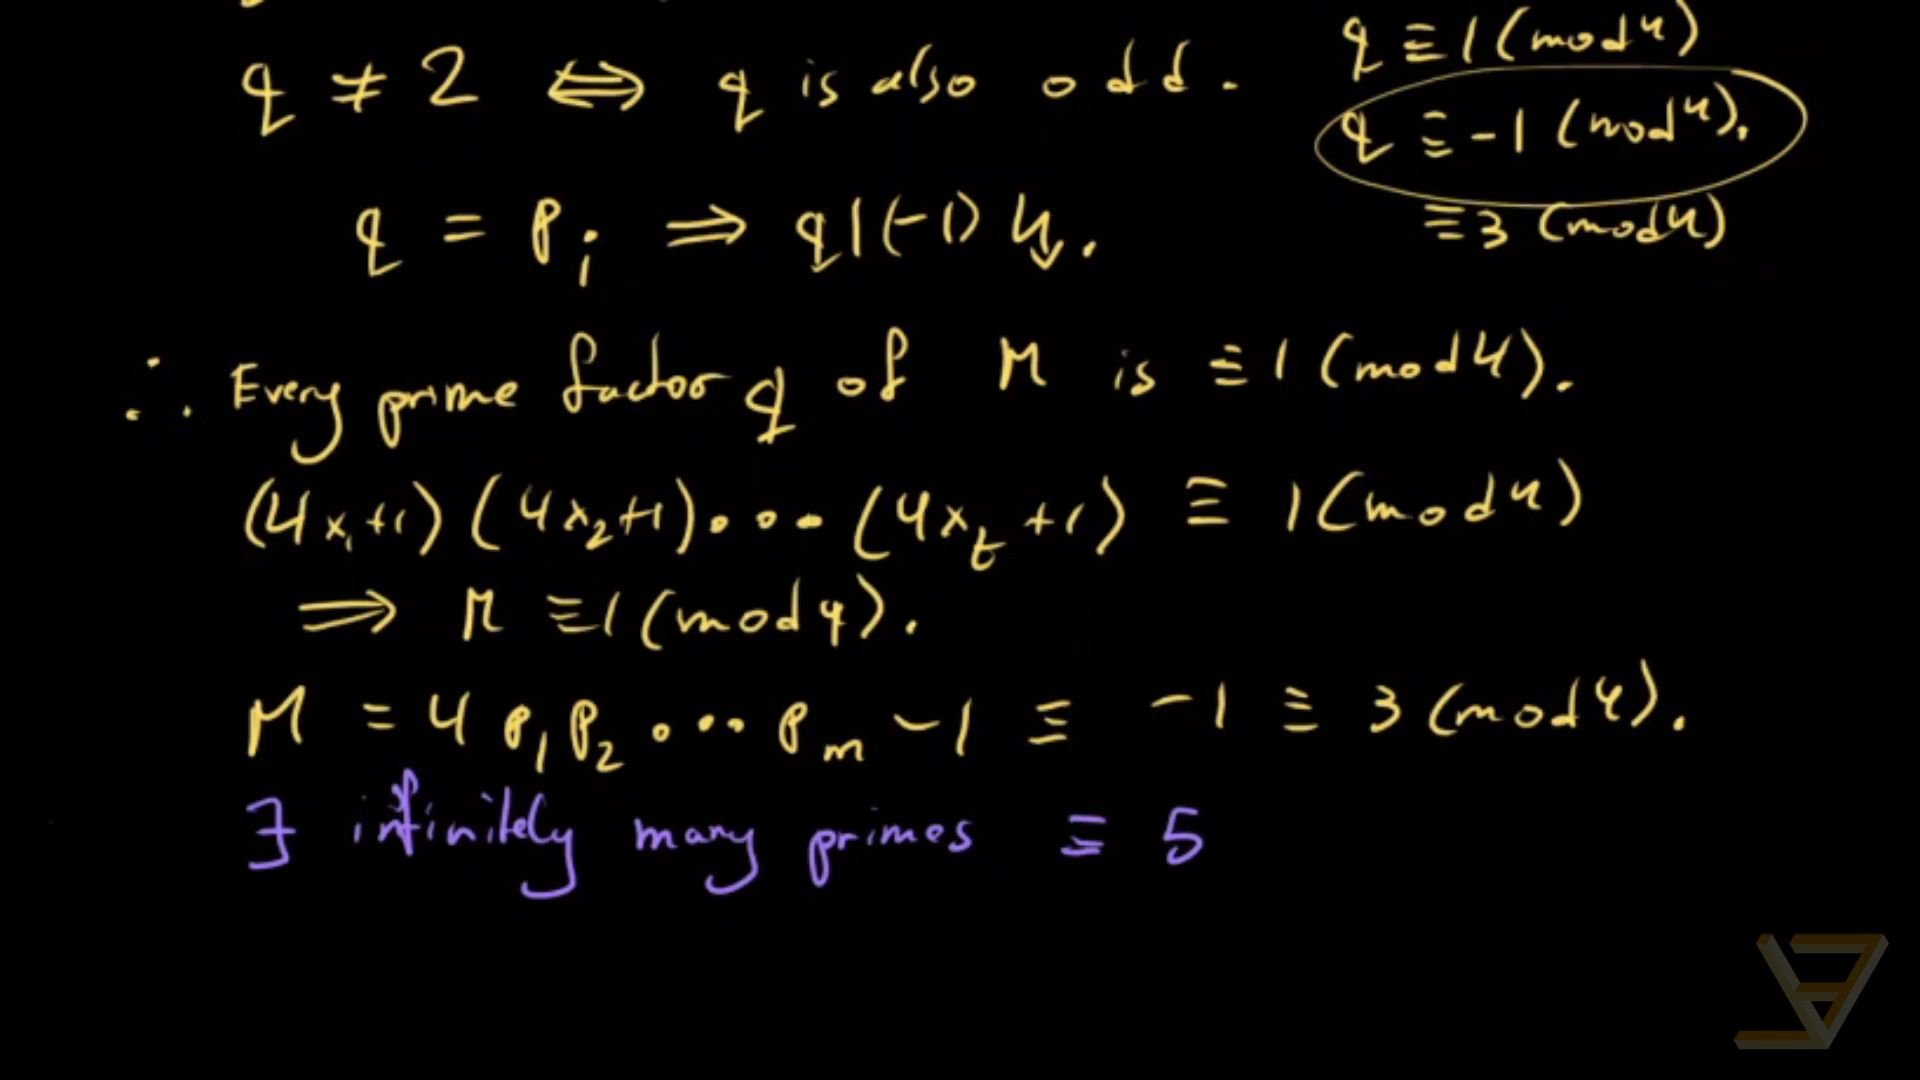 q ≠ 2 ⟺ q is also odd.
q ≡ 1 (mod 4)
q ≡ -1 (mod 4).
≡ 3 (mod 4)
q = p_i ⟹ q | (-1)
∴ Every prime factor q of M is ≡ 1 (mod 4).
(4x_1+1)(4x_2+1)...(4x_t+1) ≡ 1 (mod 4)
⟹ M ≡ 1 (mod 4).
M = 4 p_1 p_2 ... p_m - 1 ≡ -1 ≡ 3 (mod 4).
∃ infinitely many primes ≡ 5